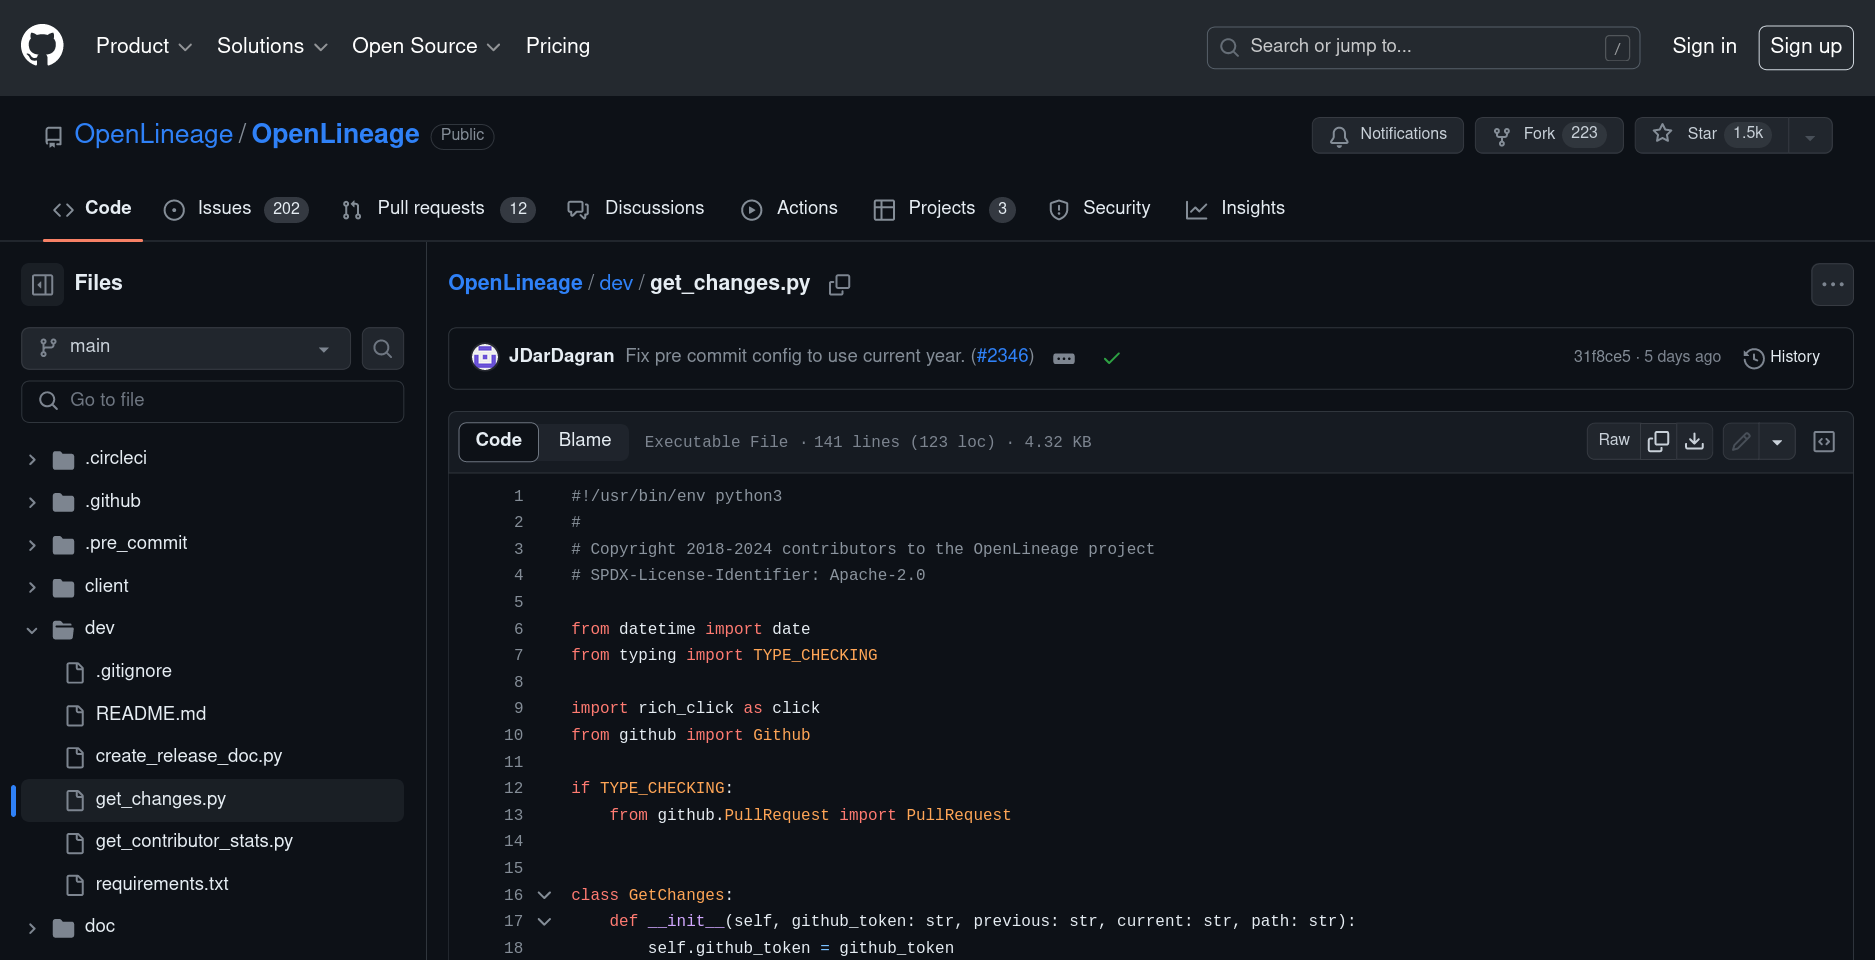 Product Solutions Open Source Pricing Search or jump to... / Sign in Sign up
OpenLineage / OpenLineage Public Notifications Fork 223 Star 1.5k
Code Issues 202 Pull requests 12 Discussions Actions Projects 3 Security Insights
Files
main
Go to file
.circleci
.github
.pre_commit
client
dev
.gitignore
README.md
create_release_doc.py
get_changes.py
get_contributor_stats.py
requirements.txt
doc
OpenLineage / dev / get_changes.py
JDarDagran Fix pre commit config to use current year. (#2346) 31f8ce5 · 5 days ago History
Code Blame Executable File · 141 lines (123 loc) · 4.32 KB Raw
1 #!/usr/bin/env python3
2 #
3 # Copyright 2018-2024 contributors to the OpenLineage project
4 # SPDX-License-Identifier: Apache-2.0
5
6 from datetime import date
7 from typing import TYPE_CHECKING
8
9 import rich_click as click
10 from github import Github
11
12 if TYPE_CHECKING:
13     from github.PullRequest import PullRequest
14
15
16 class GetChanges:
17     def __init__(self, github_token: str, previous: str, current: str, path: str):
18         self.github_token = github_token